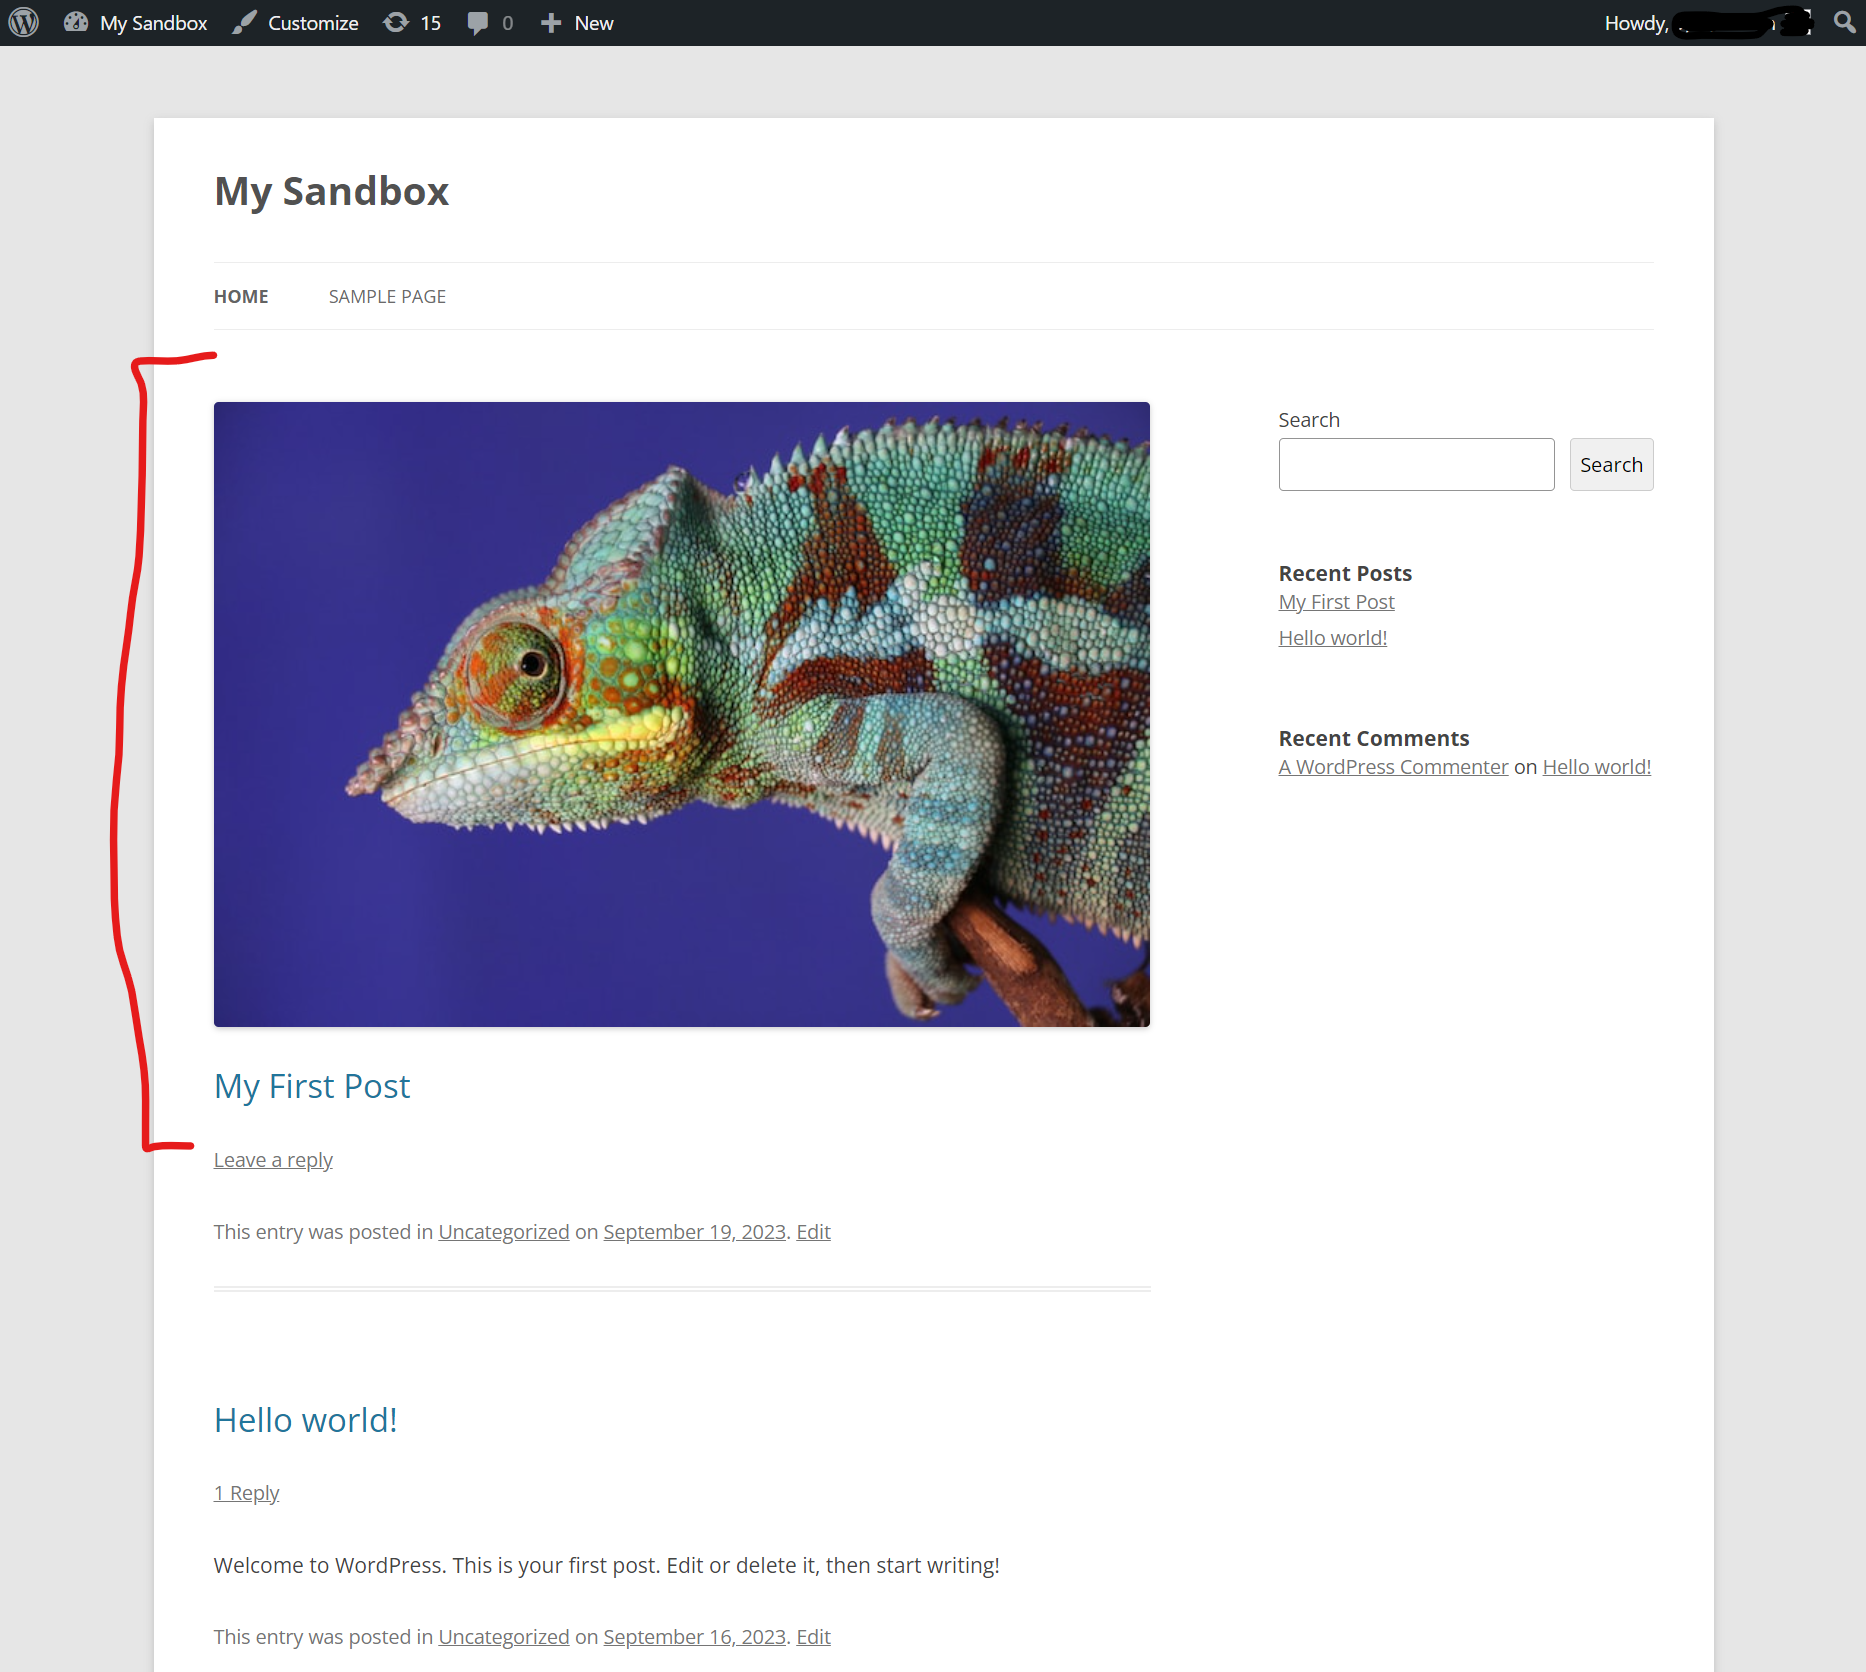 My Sandbox Customize 15 0 New Howdy,
My Sandbox
HOME SAMPLE PAGE
Search
Search
Recent Posts
My First Post
Hello world!
Recent Comments
A WordPress Commenter on Hello world!
My First Post
Leave a reply
This entry was posted in Uncategorized on September 19, 2023. Edit
Hello world!
1 Reply
Welcome to WordPress. This is your first post. Edit or delete it, then start writing!
This entry was posted in Uncategorized on September 16, 2023. Edit